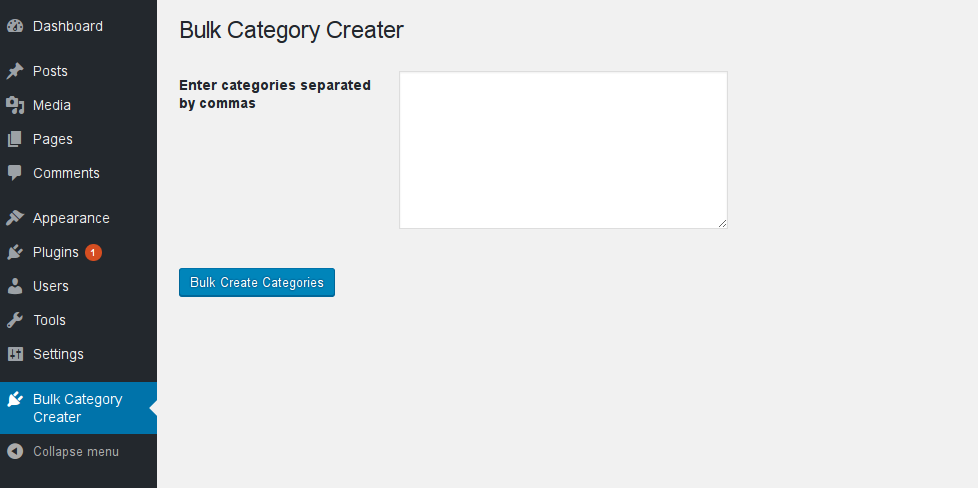 Dashboard
Posts
Media
Pages
Comments
Appearance
Plugins 1
Users
Tools
Settings
Bulk Category
Creater
Collapse menu
Bulk Category Creater
Enter categories separated
by commas
Bulk Create Categories